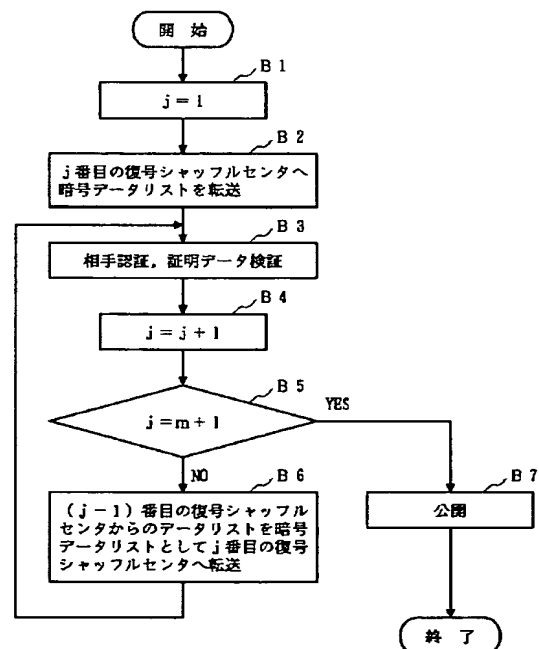 開 始
B 1
j = 1
B 2
j番目の復号シャッフルセンタへ
暗号データリストを転送
B 3
相手認証, 証明データ検証
B 4
j = j + 1
B 5
j = m + 1
YES
NO
B 6
(j-1) 番目の復号シャッフル
センタからのデータリストを暗号
データリストとしてj番目の復号
シャッフルセンタへ転送
B 7
公開
終 了